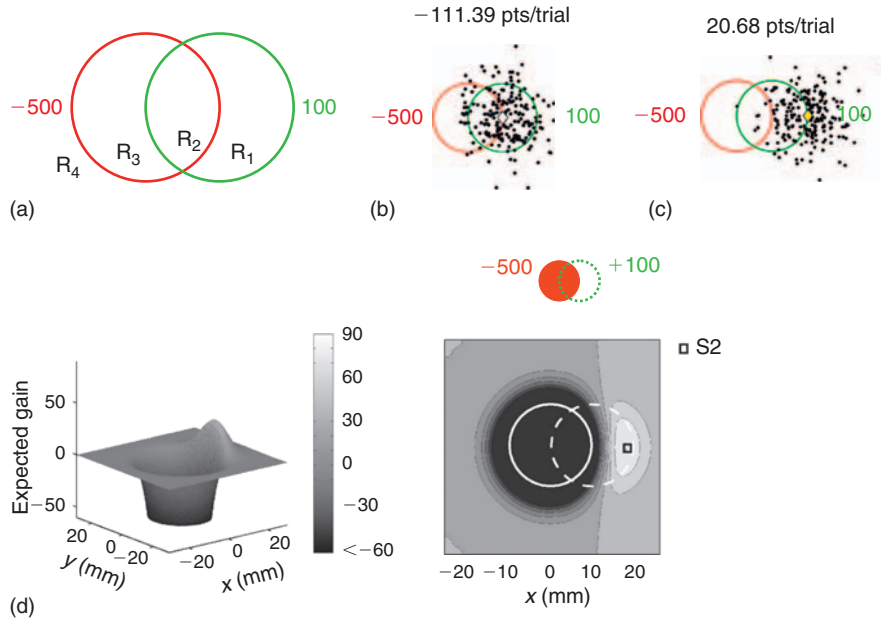 −500
100
R4
R3
R2
R1
(a)
−111.39 pts/trial
−500
100
(b)
20.68 pts/trial
−500
100
(c)
Expected gain
50
0
−50
20
0
−20
y (mm)
−20
0
20
x (mm)
90
60
30
0
−30
<−60
(d)
−500
+100
S2
−20 −10 0 10 20
x (mm)